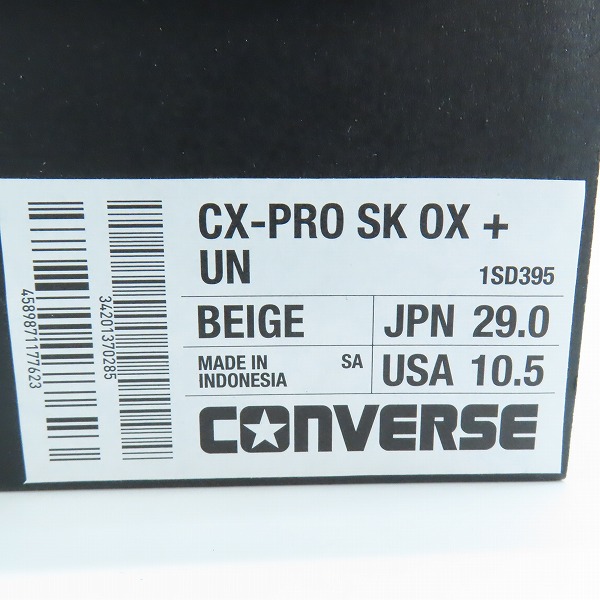 CX-PRO SK OX +
UN
1SD395
BEIGE
JPN 29.0
MADE IN
INDONESIA
SA
USA 10.5
CONVERSE
4589871177623
34201370285